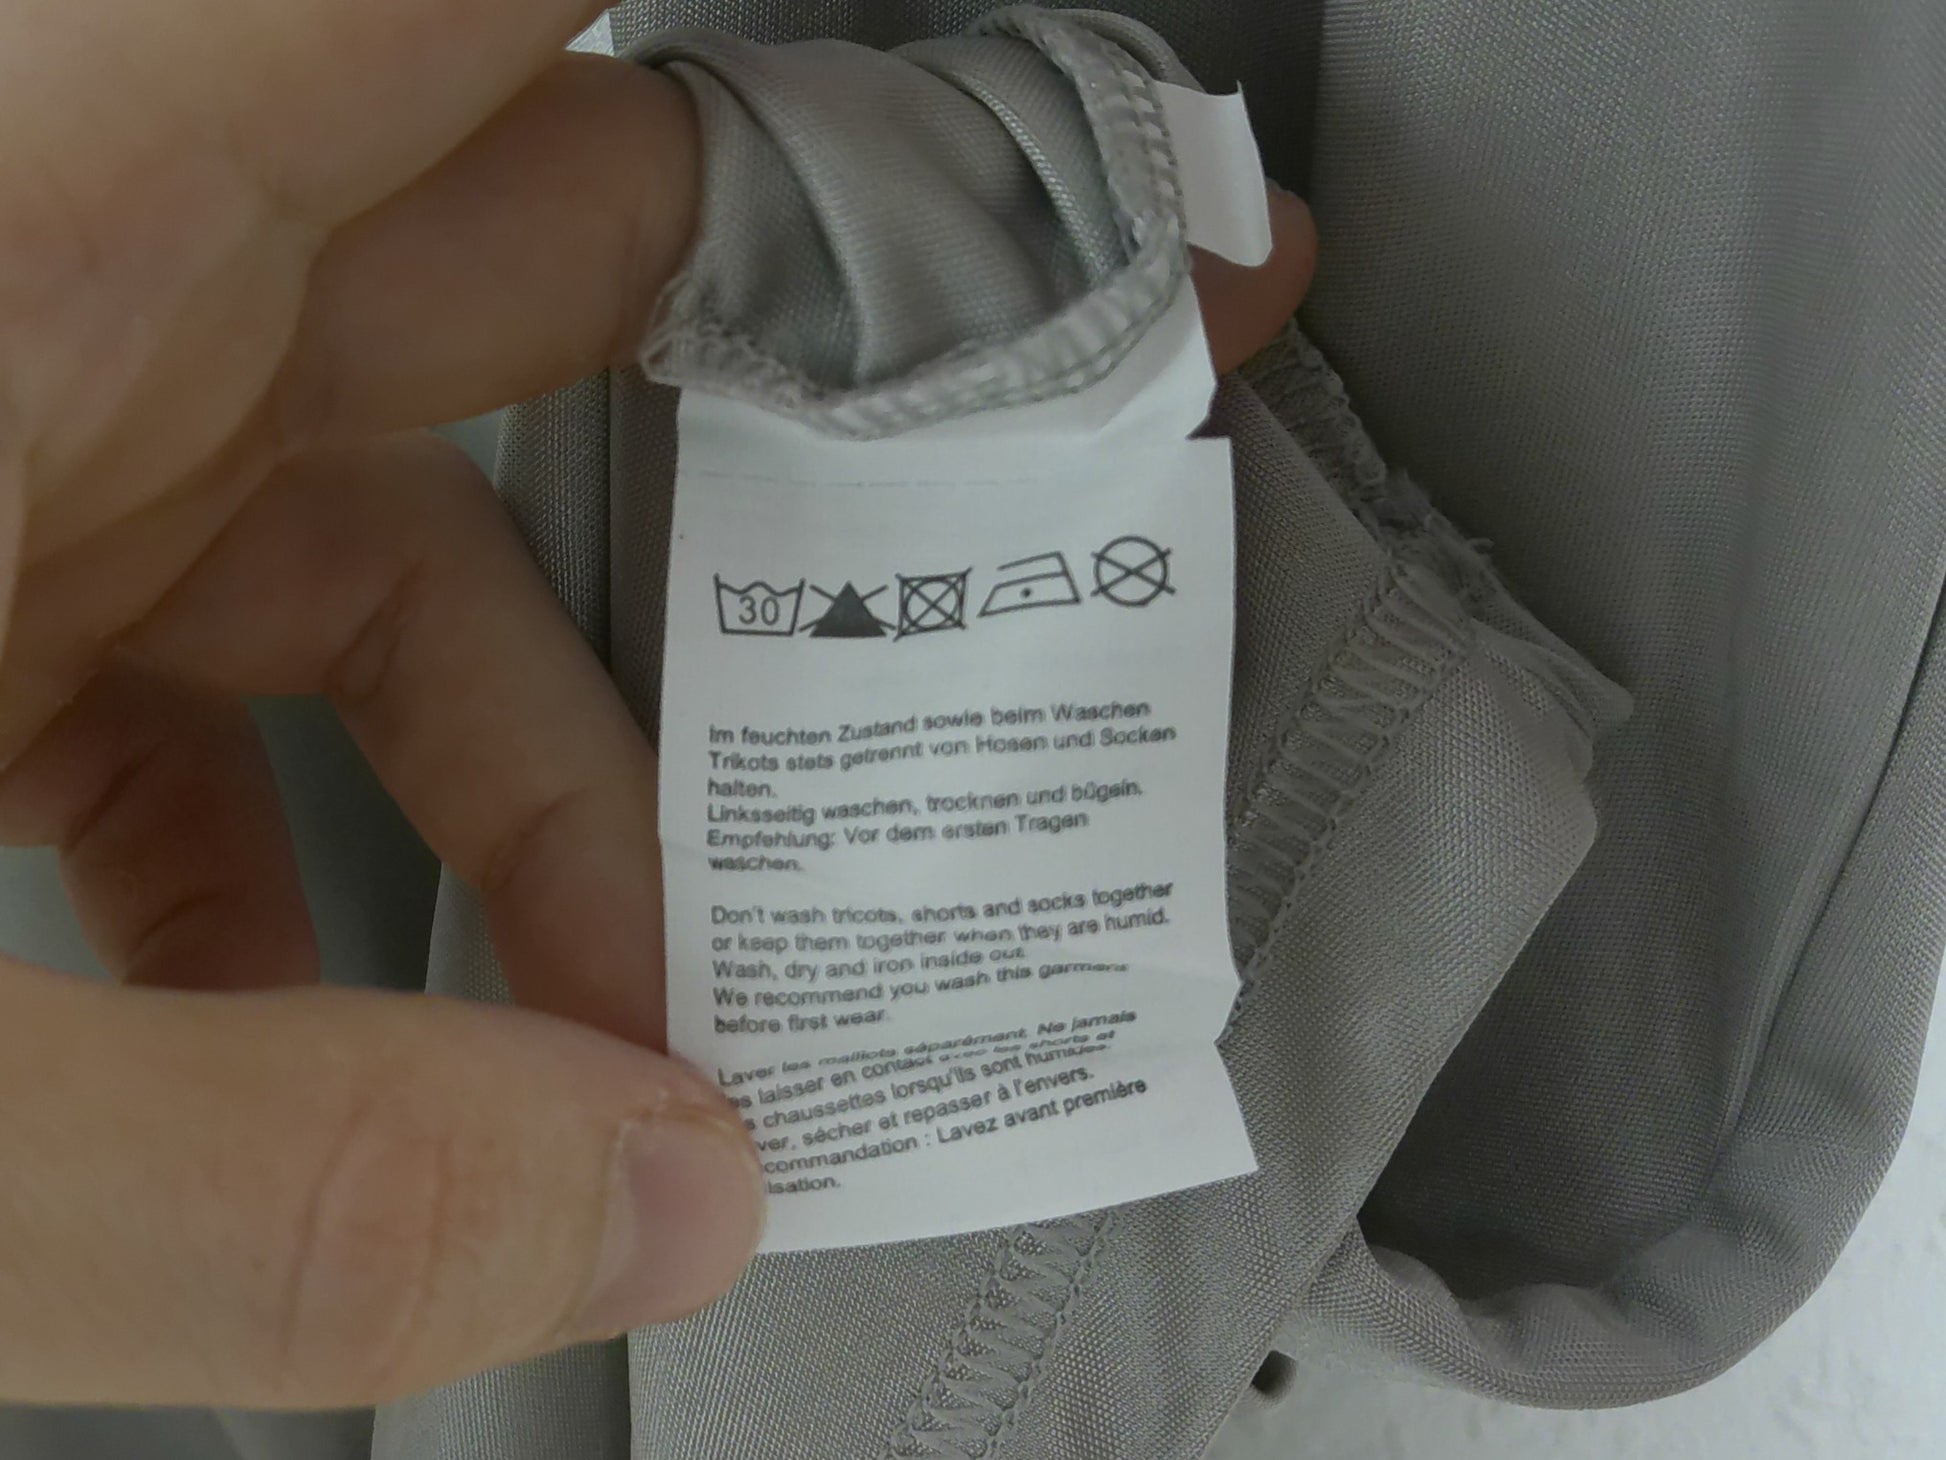 30
Im feuchten Zustand sowie beim Waschen
Trikots stets getrennt von Hosen und Socken
halten.
Linksseitig waschen, trocknen und bügeln.
Empfehlung: Vor dem ersten Tragen
waschen.
Don't wash tricots, shorts and socks together
or keep them together when they are humid.
Wash, dry and iron inside out.
We recommend you wash this garment
before first wear.
Laver les maillots séparément. Ne jamais
es laisser en contact avec les shorts et
s chaussettes lorsqu'ils sont humides.
ver, sécher et repasser à l'envers.
commandation : Lavez avant première
lsation.